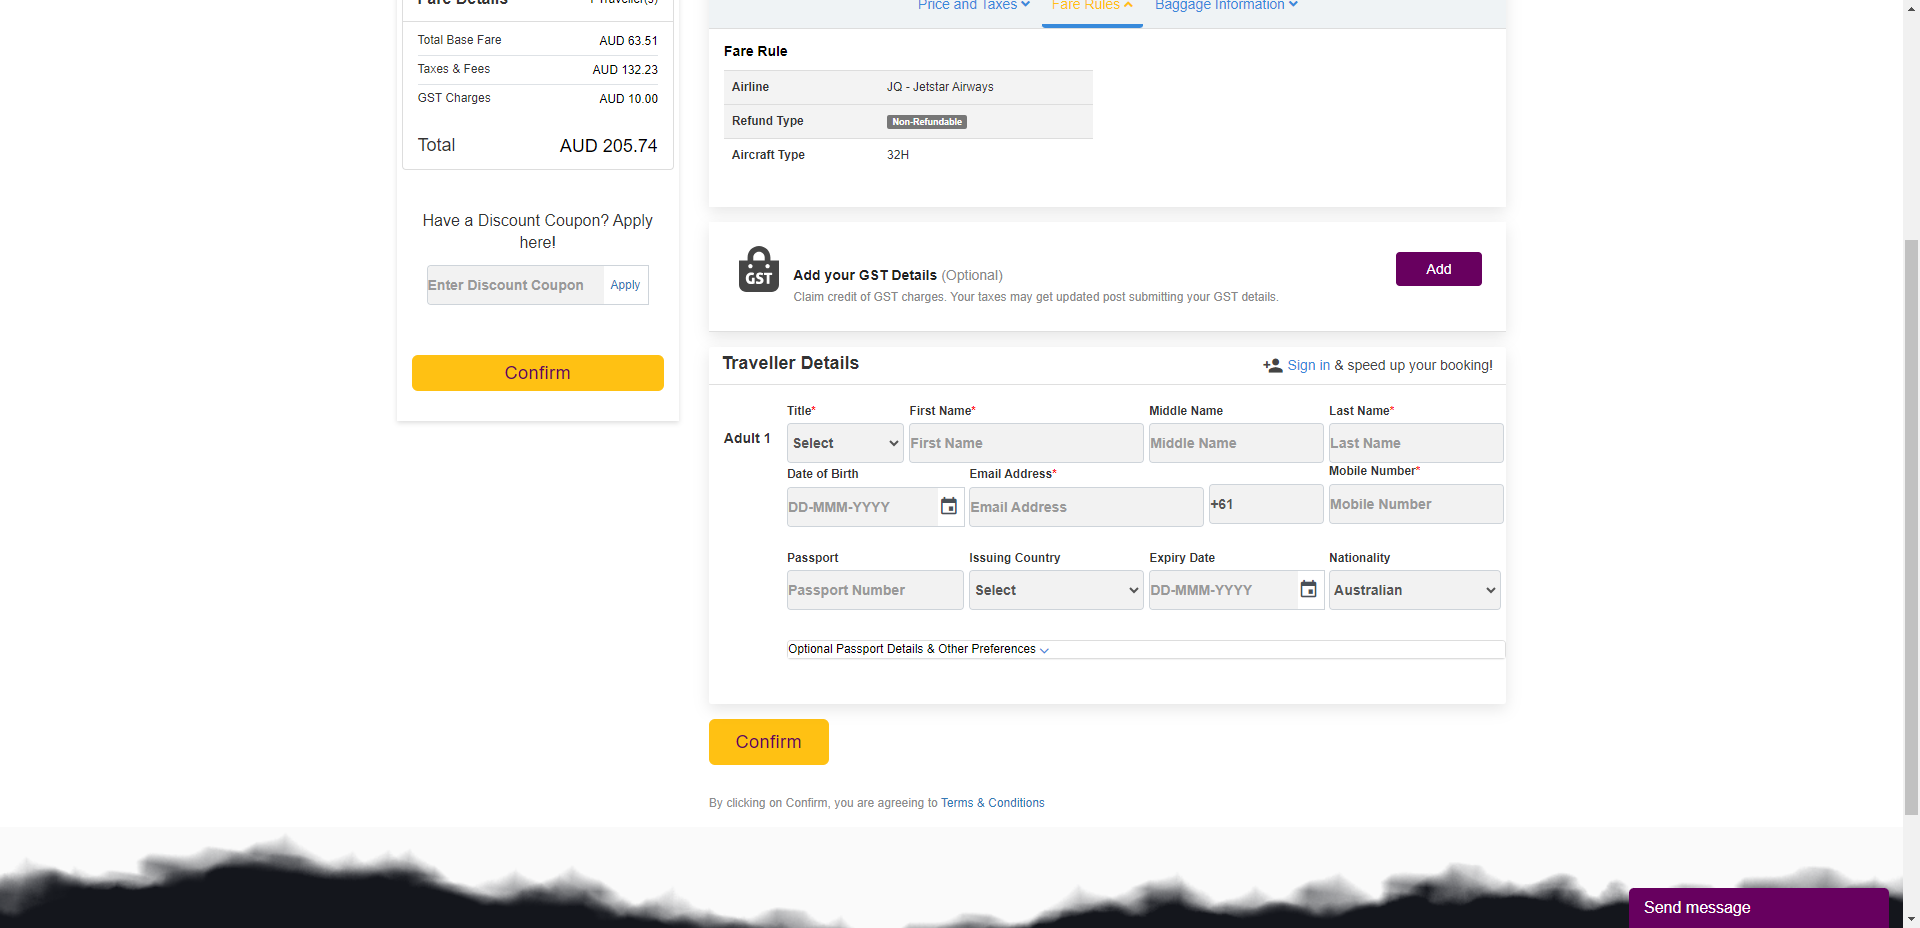 Fare Details
1 Traveller(s)
Total Base Fare AUD 63.51
Taxes & Fees AUD 132.23
GST Charges AUD 10.00
Total AUD 205.74
Have a Discount Coupon? Apply
here!
Enter Discount Coupon Apply
Confirm
Price and Taxes Fare Rules Baggage Information
Fare Rule
Airline JQ - Jetstar Airways
Refund Type Non-Refundable
Aircraft Type 32H
GST
Add your GST Details (Optional)
Claim credit of GST charges. Your taxes may get updated post submitting your GST details.
Add
Traveller Details
Sign in & speed up your booking!
Adult 1
Title* First Name* Middle Name Last Name*
Select First Name Middle Name Last Name
Date of Birth Email Address* Mobile Number*
DD-MMM-YYYY Email Address +61 Mobile Number
Passport Issuing Country Expiry Date Nationality
Passport Number Select DD-MMM-YYYY Australian
Optional Passport Details & Other Preferences
Confirm
By clicking on Confirm, you are agreeing to Terms & Conditions
Send message